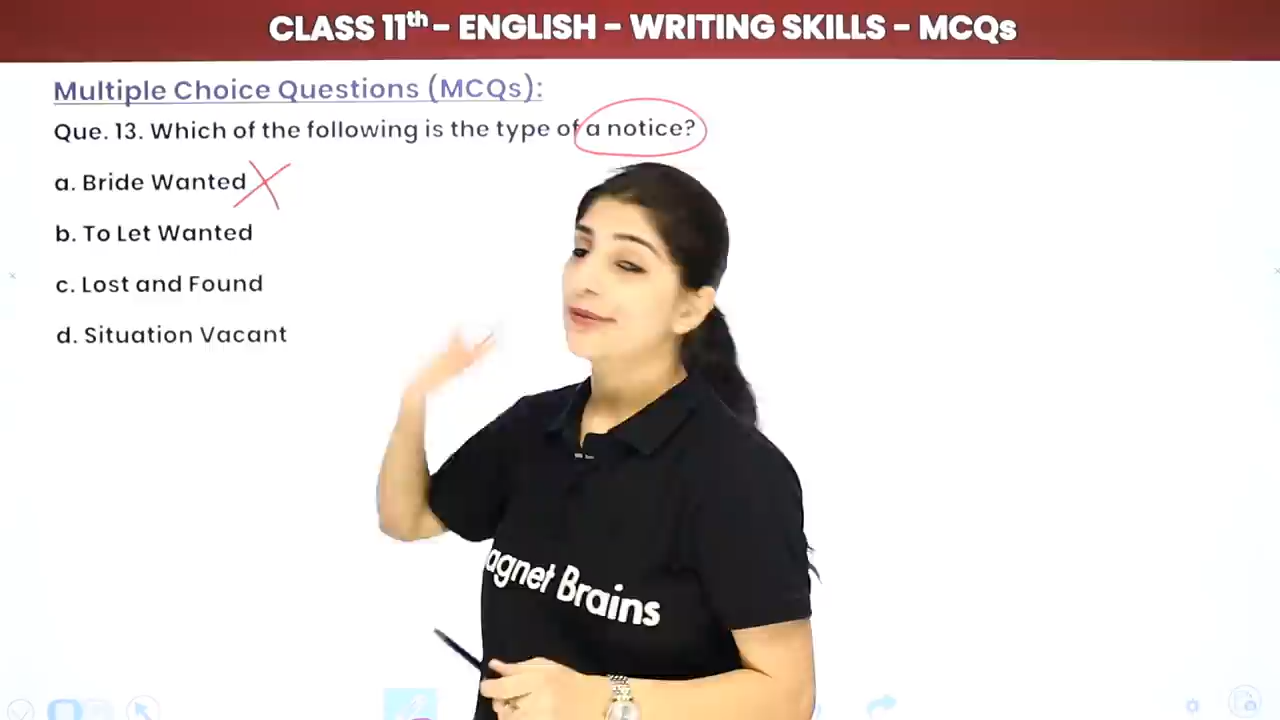 CLASS 11th - ENGLISH - WRITING SKILLS - MCQs
Multiple Choice Questions (MCQs):
Que. 13. Which of the following is the type of a notice?
a. Bride Wanted
b. To Let Wanted
c. Lost and Found
d. Situation Vacant
agnet Brains